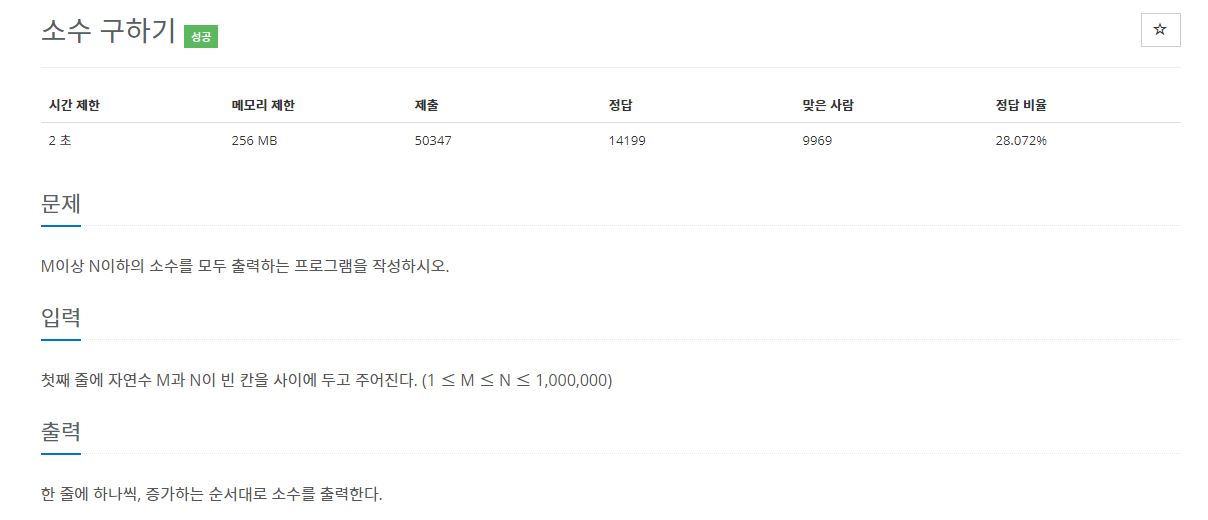 소수 구하기 성공
☆
시간 제한 메모리 제한 제출 정답 맞은 사람 정답 비율
2 초 256 MB 50347 14199 9969 28.072%
문제
M이상 N이하의 소수를 모두 출력하는 프로그램을 작성하시오.
입력
첫째 줄에 자연수 M과 N이 빈 칸을 사이에 두고 주어진다. (1 ≤ M ≤ N ≤ 1,000,000)
출력
한 줄에 하나씩, 증가하는 순서대로 소수를 출력한다.